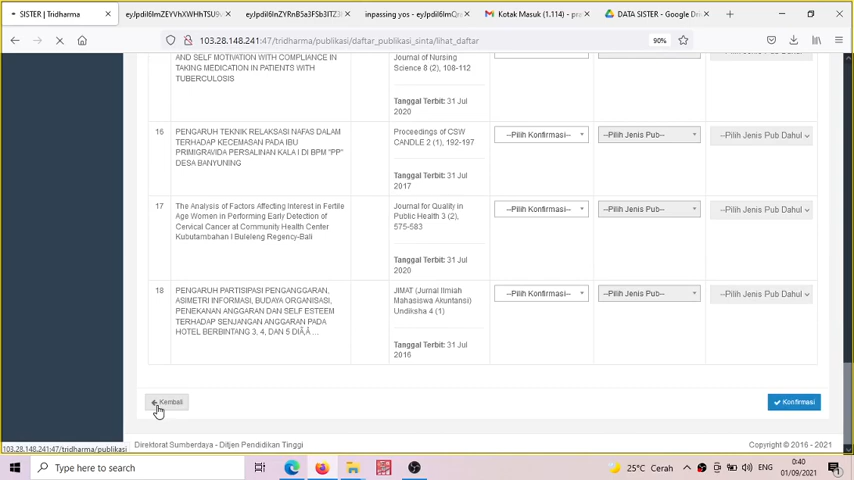 SISTER | Tridharma
eyJpdil6ImZEYVhXWHhTSU9
eyJpdil6InZYRnB5a3FSb3ITZ3
inpassing yos - eyJpdil6ImQre
Kotak Masuk (1.114) - pre
DATA SISTER - Google Dri
103.28.148.241:47/tridharma/publikasi/daftar_publikasi_sinta/lihat_daftar
90%
AND SELF MOTIVATION WITH COMPLIANCE IN
TAKING MEDICATION IN PATIENTS WITH
TUBERCULOSIS
Journal of Nursing
Science 8 (2), 108-112
Tanggal Terbit: 31 Jul
2020
16
PENGARUH TEKNIK RELAKSASI NAFAS DALAM
TERHADAP KECEMASAN PADA IBU
PRIMIGRAVIDA PERSALINAN KALA I DI BPM "PP"
DESA BANYUNING
Proceedings of CSW
CANDLE 2 (1), 192-197
Tanggal Terbit: 31 Jul
2017
--Pilih Konfirmasi--
--Pilih Jenis Pub--
--Pilih Jenis Pub Dahul
17
The Analysis of Factors Affecting Interest in Fertile
Age Women in Performing Early Detection of
Cervical Cancer at Community Health Center
Kubutambahan I Buleleng Regency-Bali
Journal for Quality in
Public Health 3 (2),
575-583
Tanggal Terbit: 31 Jul
2020
--Pilih Konfirmasi--
--Pilih Jenis Pub--
--Pilih Jenis Pub Dahul
18
PENGARUH PARTISIPASI PENGANGGARAN,
ASIMETRI INFORMASI, BUDAYA ORGANISASI,
PENEKANAN ANGGARAN DAN SELF ESTEEM
TERHADAP SENJANGAN ANGGARAN PADA
HOTEL BERBINTANG 3, 4, DAN 5 DIÃ,Â ...
JIMAT (Jurnal Ilmiah
Mahasiswa Akuntansi)
Undiksha 4 (1)
Tanggal Terbit: 31 Jul
2016
--Pilih Konfirmasi--
--Pilih Jenis Pub--
--Pilih Jenis Pub Dahul
Kembali
Konfirmasi
103.28.148.241:47/tridharma/publikasi
Direktorat Sumberdaya - Ditjen Pendidikan Tinggi
Copyright © 2016 - 2021
Type here to search
25°C Cerah
ENG
0:40
01/09/2021
1